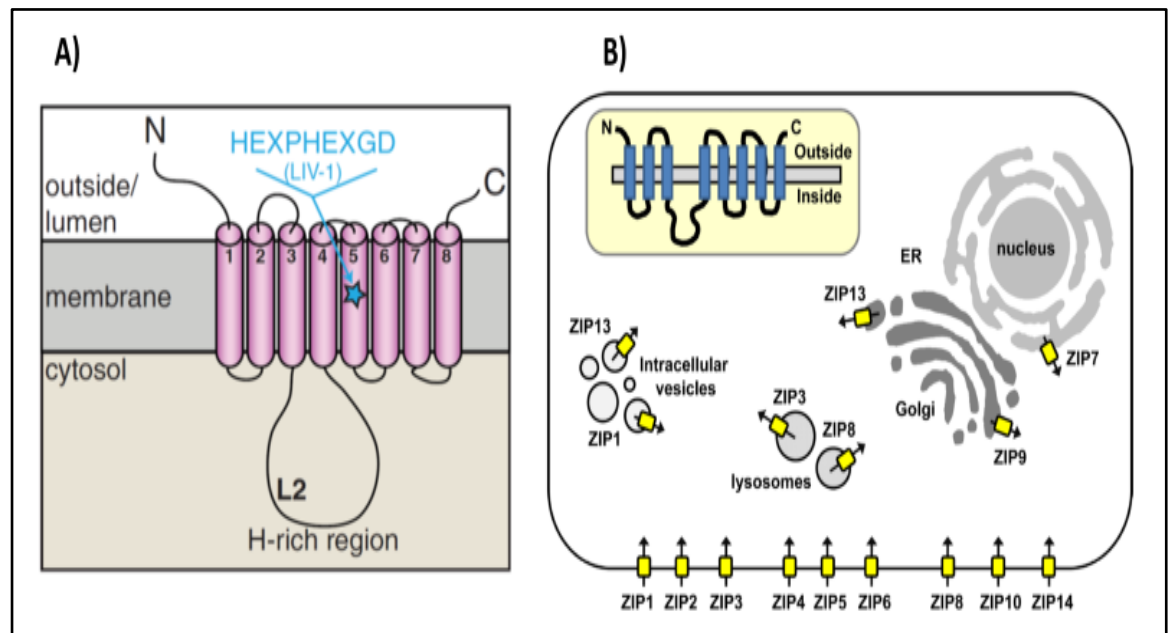 A)
N
HEXPHEXGD
(LIV-1)
C
outside/
lumen
1 2 3 4 5 6 7 8
membrane
cytosol
L2
H-rich region
B)
N
C
Outside
Inside
nucleus
ER
ZIP13
ZIP7
ZIP13
Intracellular
vesicles
ZIP1
ZIP3
ZIP8
lysosomes
Golgi
ZIP9
ZIP1 ZIP2 ZIP3 ZIP4 ZIP5 ZIP6 ZIP8 ZIP10 ZIP14